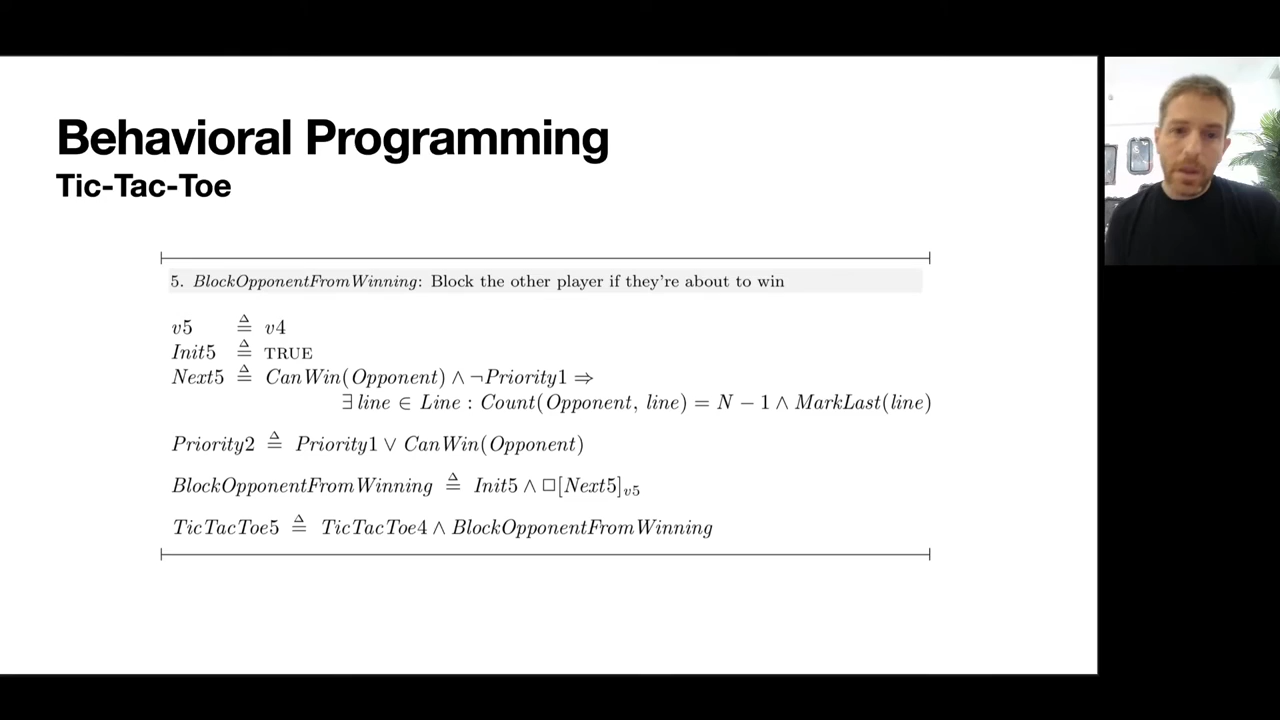 Behavioral Programming
Tic-Tac-Toe
5. BlockOpponentFromWinning: Block the other player if they're about to win
v5 ≜ v4
Init5 ≜ TRUE
Next5 ≜ CanWin(Opponent) ∧ ¬Priority1 ⇒
∃ line ∈ Line : Count(Opponent, line) = N − 1 ∧ MarkLast(line)
Priority2 ≜ Priority1 ∨ CanWin(Opponent)
BlockOpponentFromWinning ≜ Init5 ∧ □[Next5]v5
TicTacToe5 ≜ TicTacToe4 ∧ BlockOpponentFromWinning